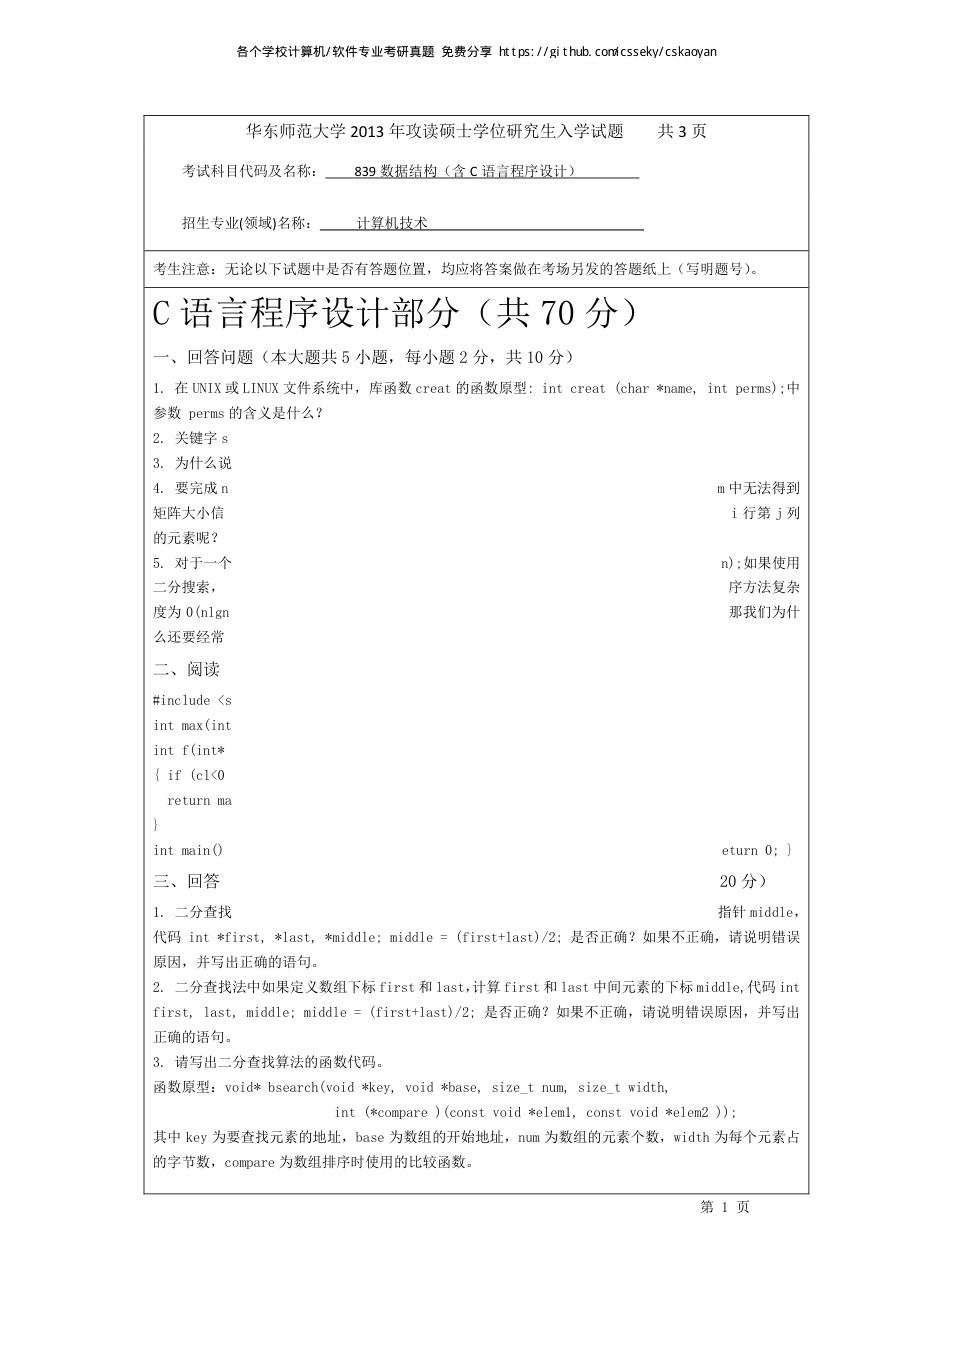 各个学校计算机/软件专业考研真题 免费分享 https://github.com/csseky/cskaoyan
华东师范大学 2013 年攻读硕士学位研究生入学试题 共 3 页
考试科目代码及名称： 839 数据结构（含 C 语言程序设计）
招生专业(领域)名称： 计算机技术
考生注意：无论以下试题中是否有答题位置，均应将答案做在考场另发的答题纸上（写明题号）。
C 语言程序设计部分（共 70 分）
一、回答问题（本大题共 5 小题，每小题 2 分，共 10 分）
1. 在 UNIX 或 LINUX 文件系统中，库函数 creat 的函数原型: int creat (char *name, int perms);中
参数 perms 的含义是什么？
2. 关键字 s
3. 为什么说
4. 要完成 n m 中无法得到
矩阵大小信 i 行第 j 列
的元素呢？
5. 对于一个 n);如果使用
二分搜索， 序方法复杂
度为 O(nlgn 那我们为什
么还要经常
二、阅读
#include <s
int max(int
int f(int*
{ if (cl<0
return ma
}
int main() eturn 0; }
三、回答 20 分）
1. 二分查找 指针 middle，
代码 int *first, *last, *middle; middle = (first+last)/2; 是否正确？如果不正确，请说明错误
原因，并写出正确的语句。
2. 二分查找法中如果定义数组下标 first 和 last,计算 first 和 last 中间元素的下标 middle,代码 int
first, last, middle; middle = (first+last)/2; 是否正确？如果不正确，请说明错误原因，并写出
正确的语句。
3. 请写出二分查找算法的函数代码。
函数原型：void* bsearch(void *key, void *base, size_t num, size_t width,
int (*compare )(const void *elem1, const void *elem2 ));
其中 key 为要查找元素的地址，base 为数组的开始地址，num 为数组的元素个数，width 为每个元素占
的字节数，compare 为数组排序时使用的比较函数。
第 1 页